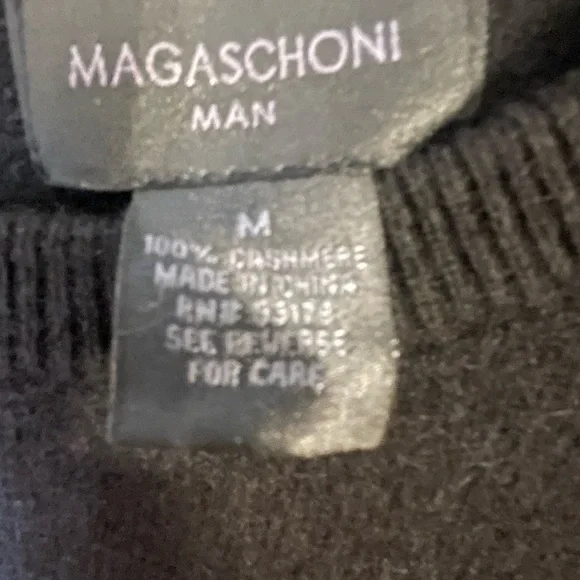 MAGASCHONI
MAN
M
100% CASHMERE
MADE IN CHINA
RN#
SEE REVERSE
FOR CARE